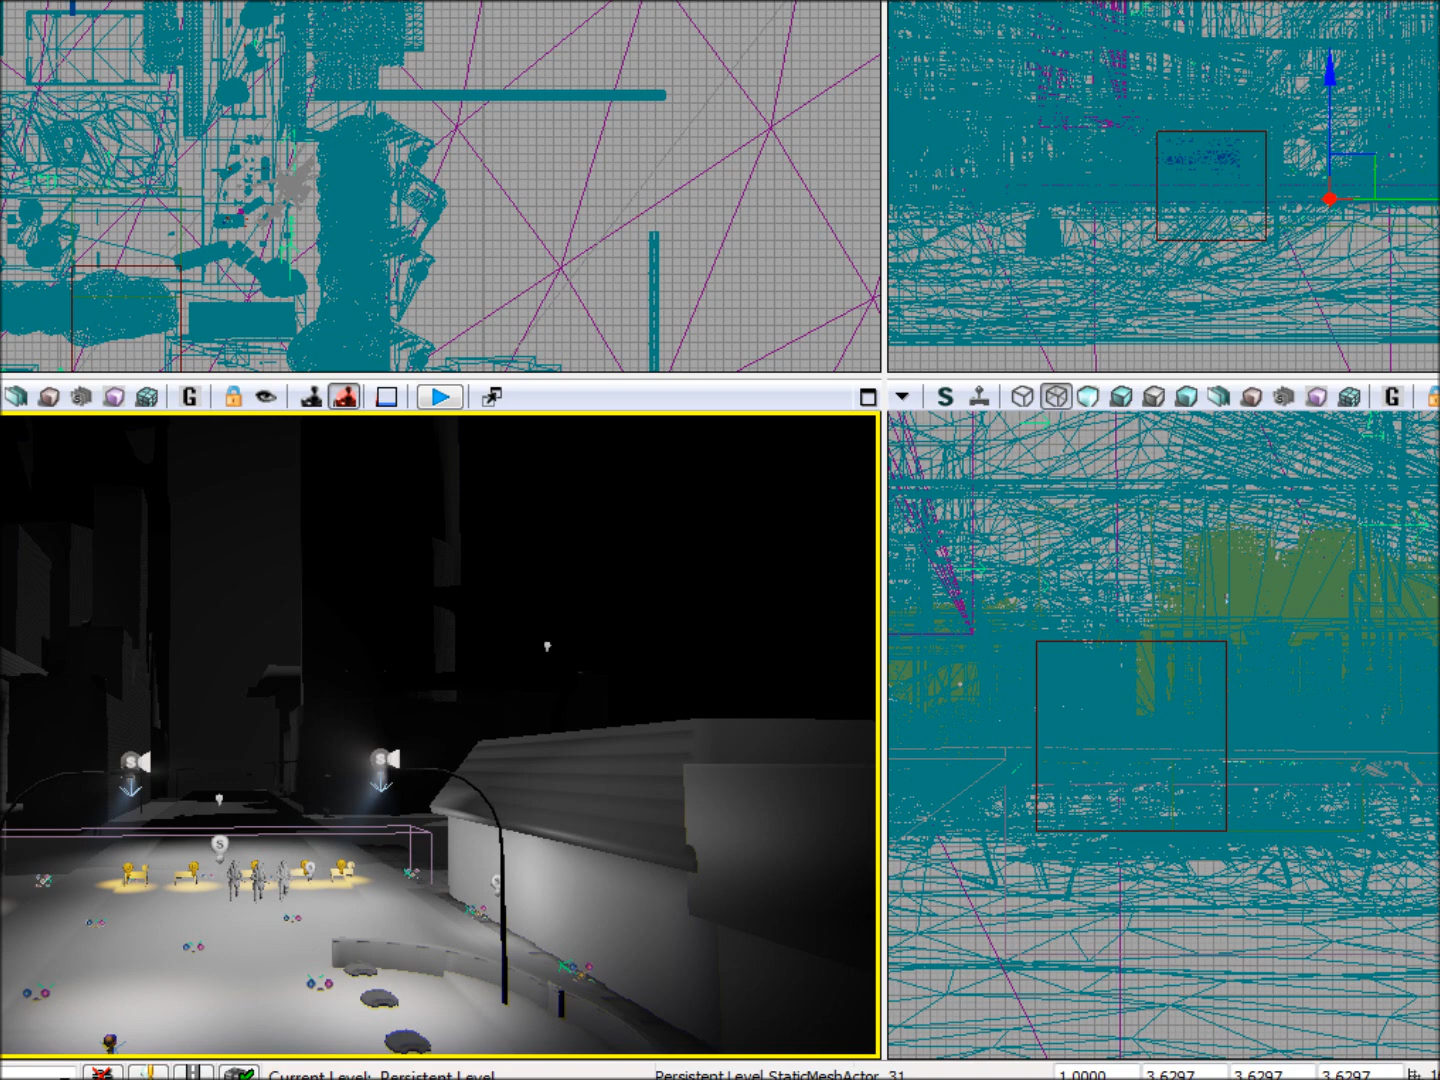 G
S
G
S
S
S
Current Level: Persistent Level
Persistent Level.StaticMeshActor_31
1.0000
3.6297
3.6297
3.6297